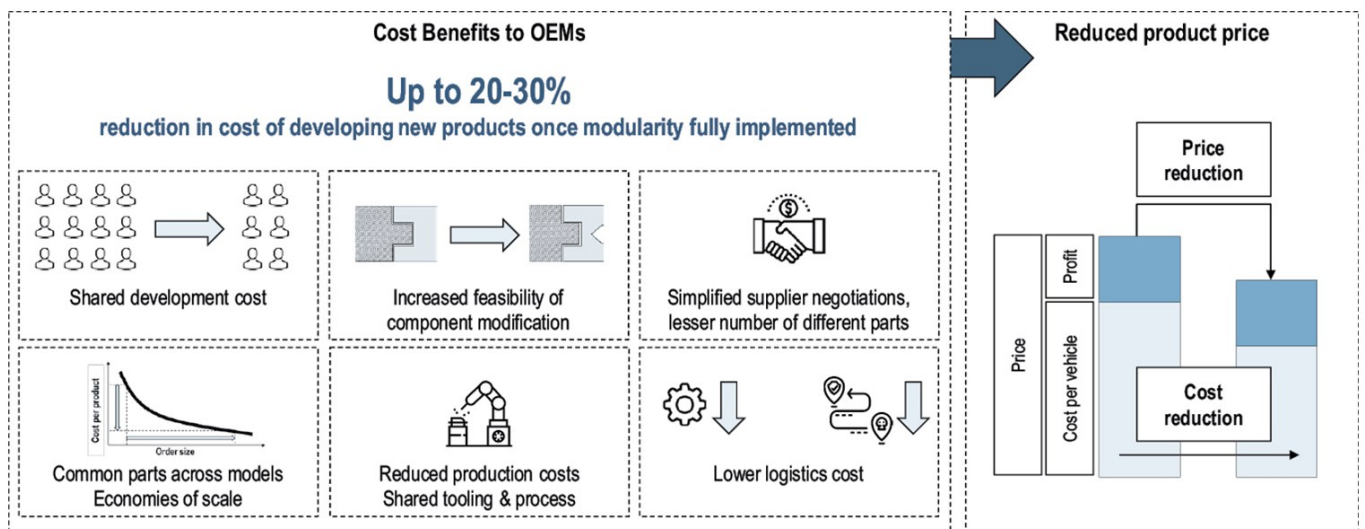 Cost Benefits to OEMs
Up to 20-30%
reduction in cost of developing new products once modularity fully implemented
Shared development cost
Increased feasibility of
component modification
$
Simplified supplier negotiations,
lesser number of different parts
Cost per product
Order size
Common parts across models
Economies of scale
Reduced production costs
Shared tooling & process
Lower logistics cost
Reduced product price
Price
reduction
Price
Profit
Cost per vehicle
Cost
reduction